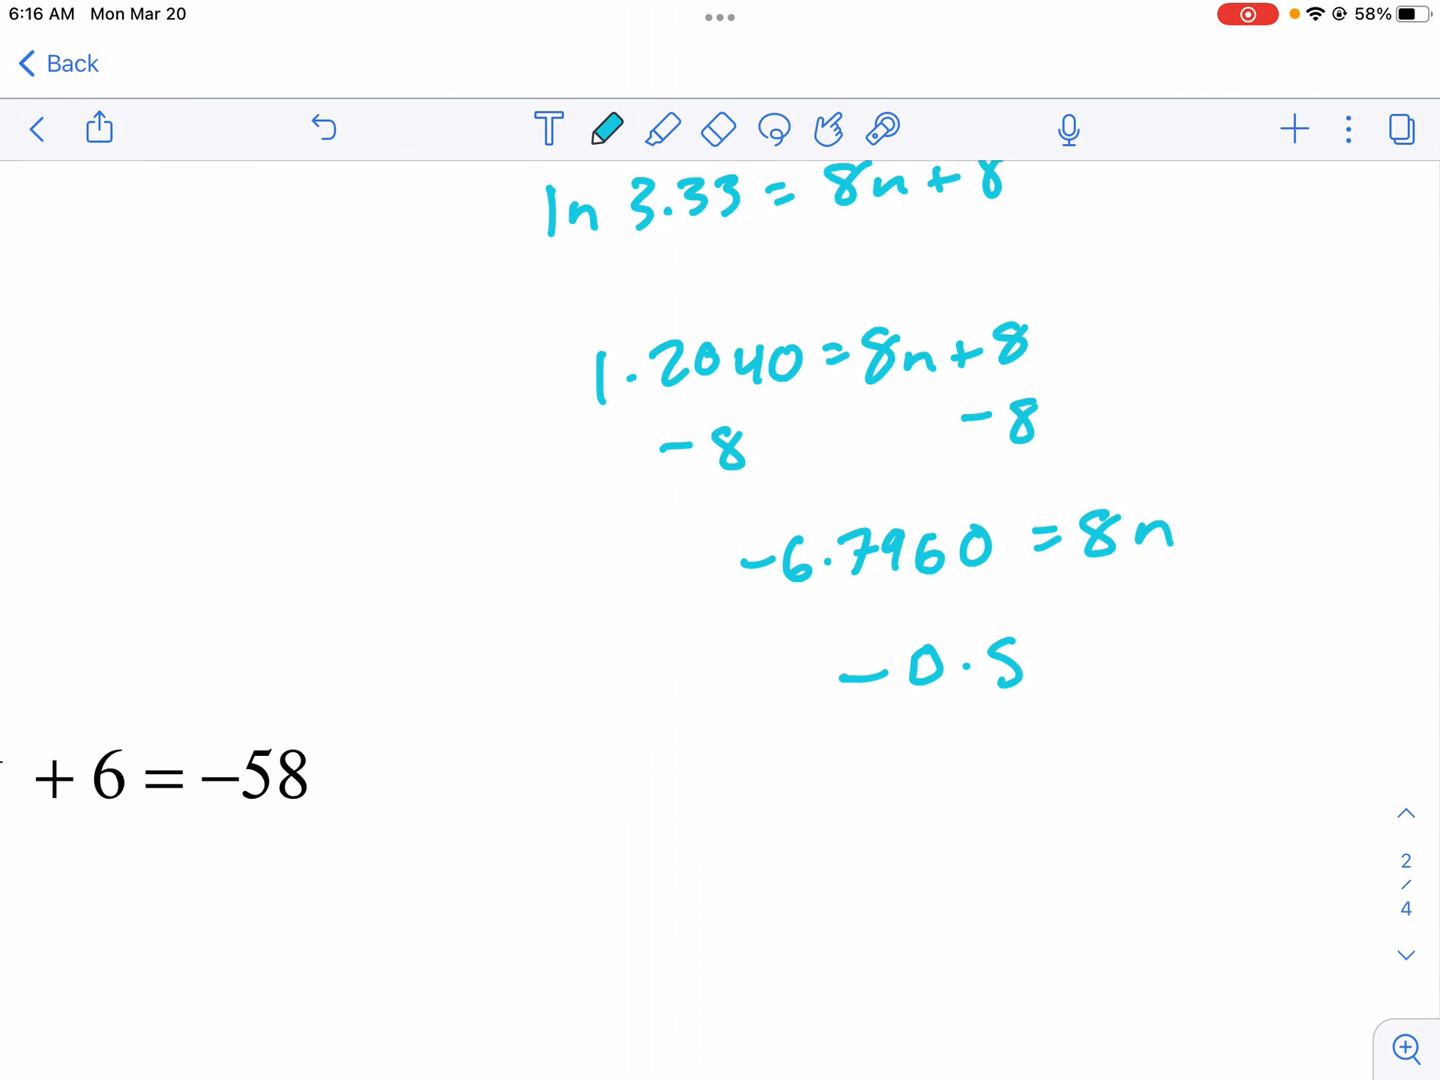 6:16 AM Mon Mar 20
58%
Back
ln 3.33 = 8n + 8
1.2040 = 8n + 8
- 8 - 8
-6.7960 = 8n
- 0.5
+ 6 = −58
2
/
4